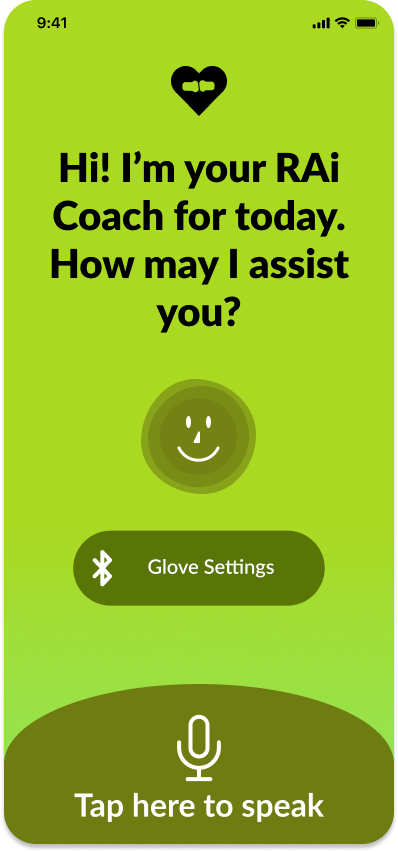 9:41
Hi! I’m your RAi
Coach for today.
How may I assist
you?
Glove Settings
Tap here to speak